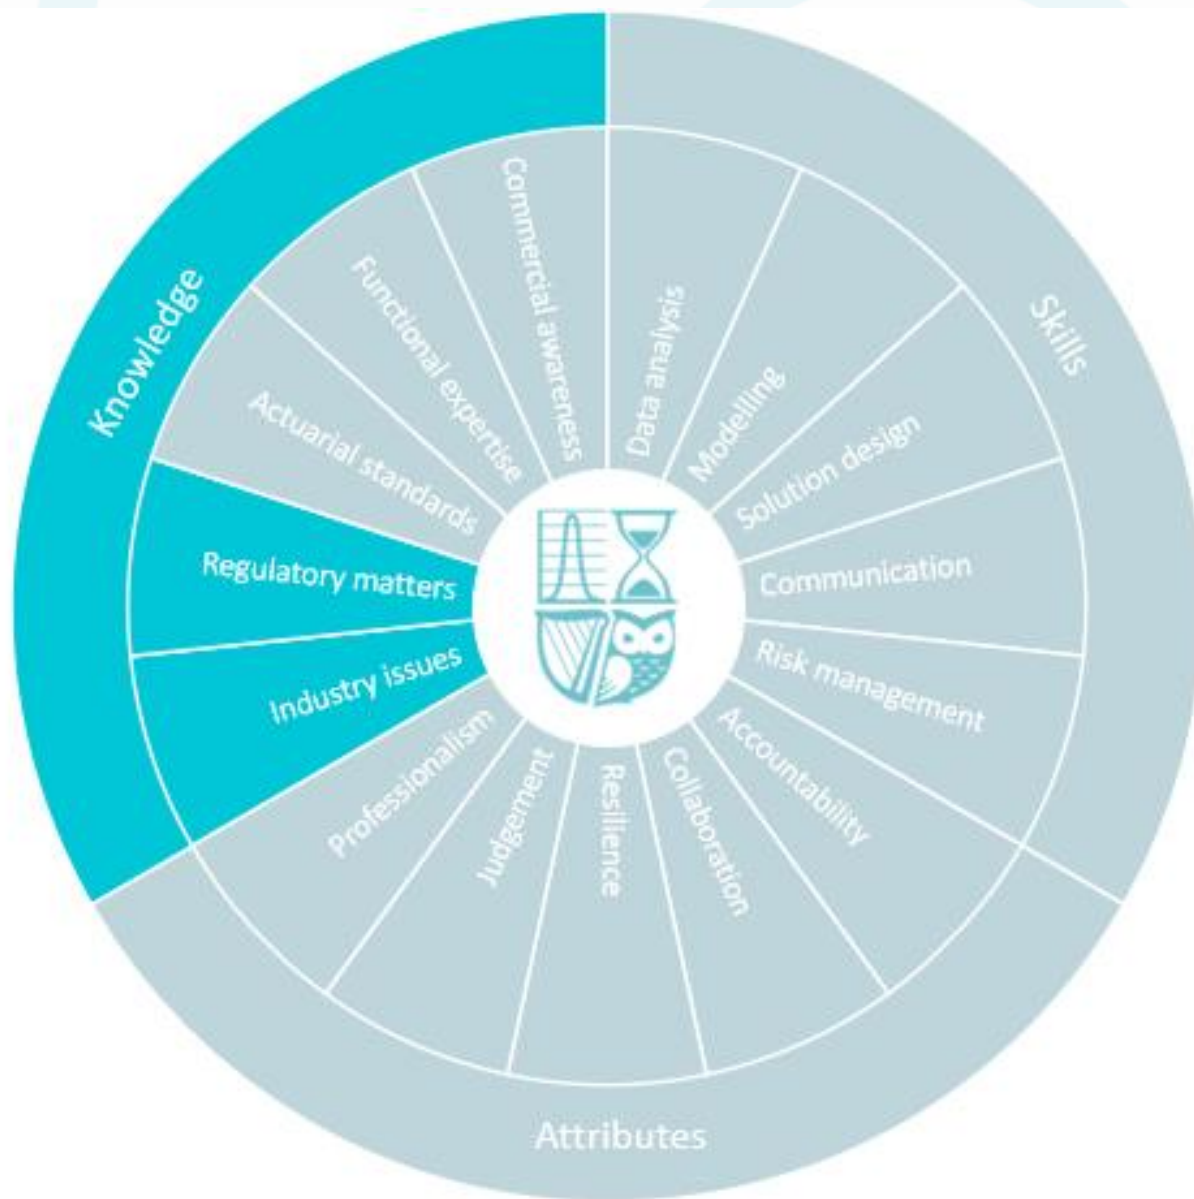 Knowledge
Skills
Attributes
Commercial awareness
Functional expertise
Actuarial standards
Regulatory matters
Industry issues
Data analysis
Modelling
Solution design
Communication
Risk management
Accountability
Collaboration
Resilience
Judgement
Professionalism